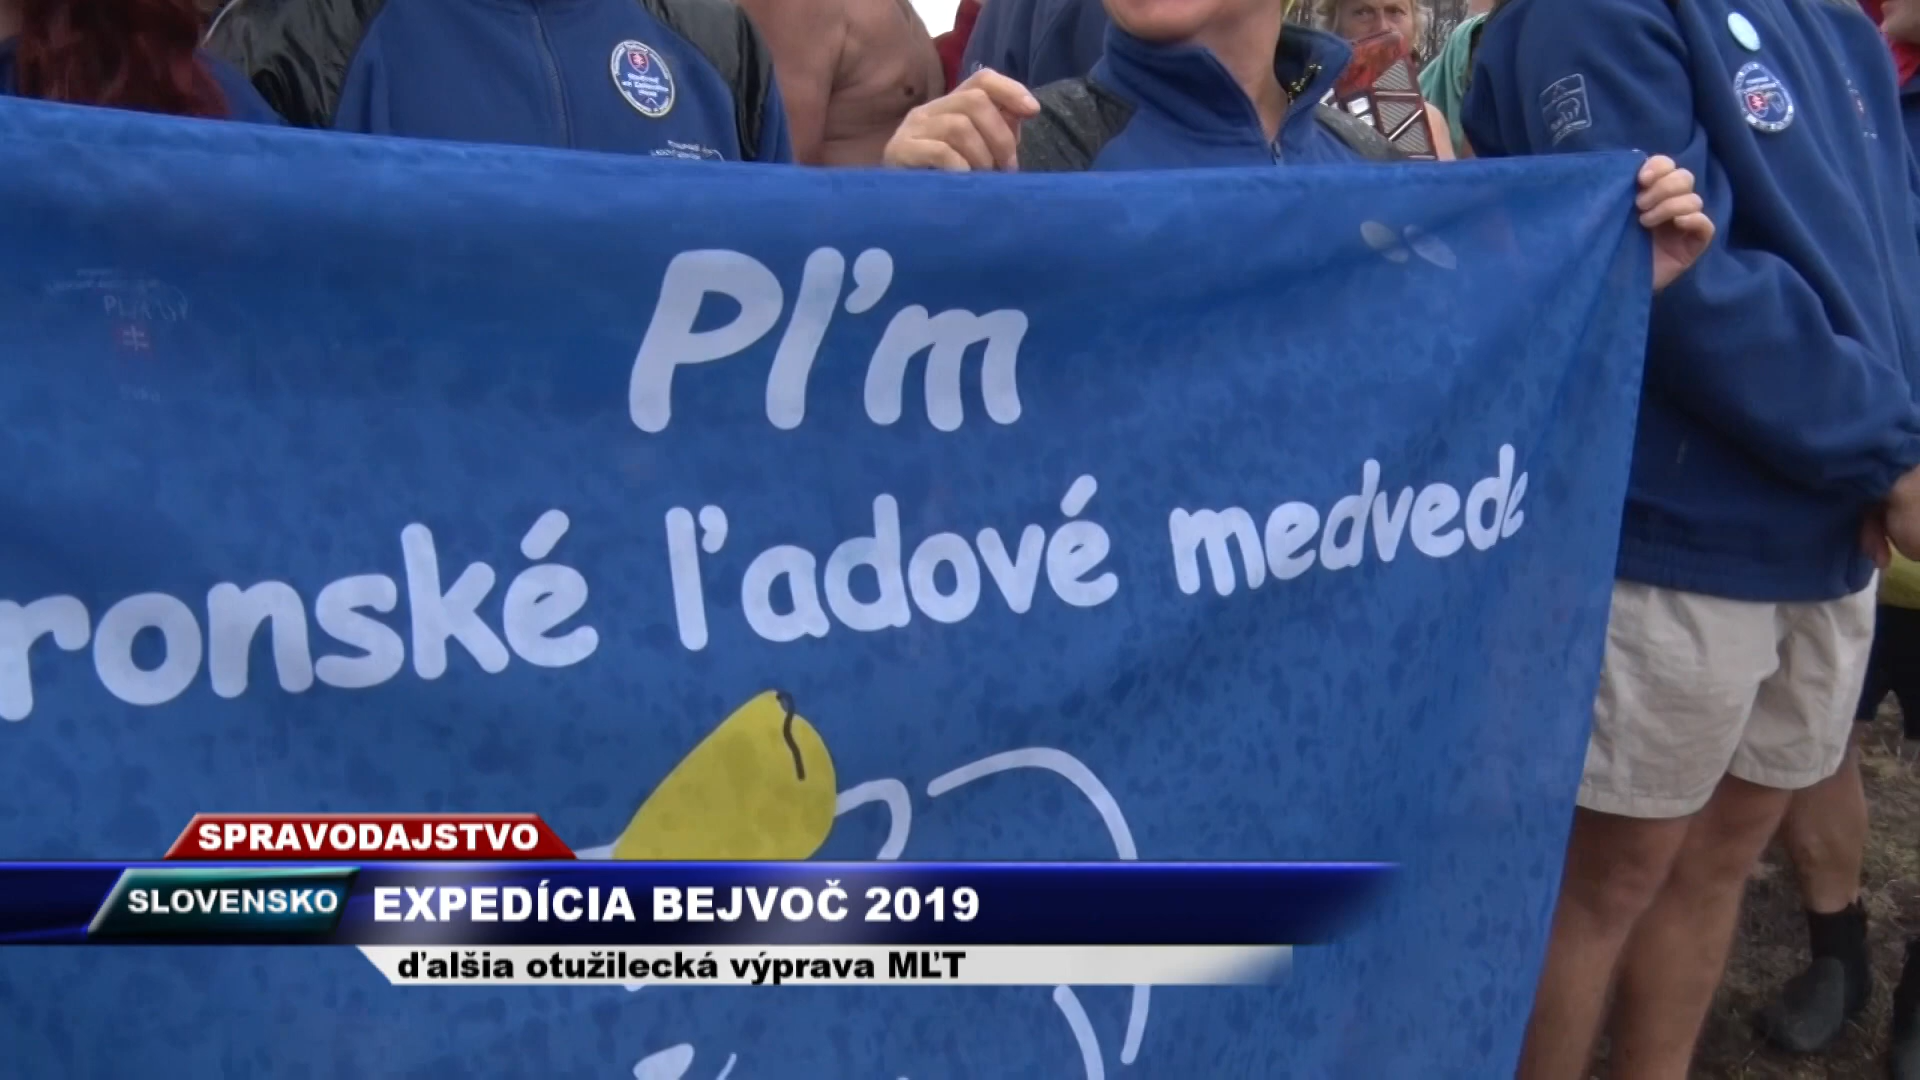 PĽm
ronské ľadové medvede
SPRAVODAJSTVO
SLOVENSKO
EXPEDÍCIA BEJVOČ 2019
ďalšia otužilecká výprava MĽT